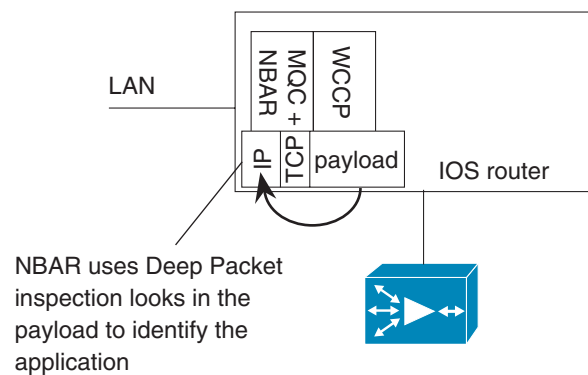 LAN
NBAR
MQC +
WCCP
IP
TCP
payload
IOS router
NBAR uses Deep Packet
inspection looks in the
payload to identify the
application